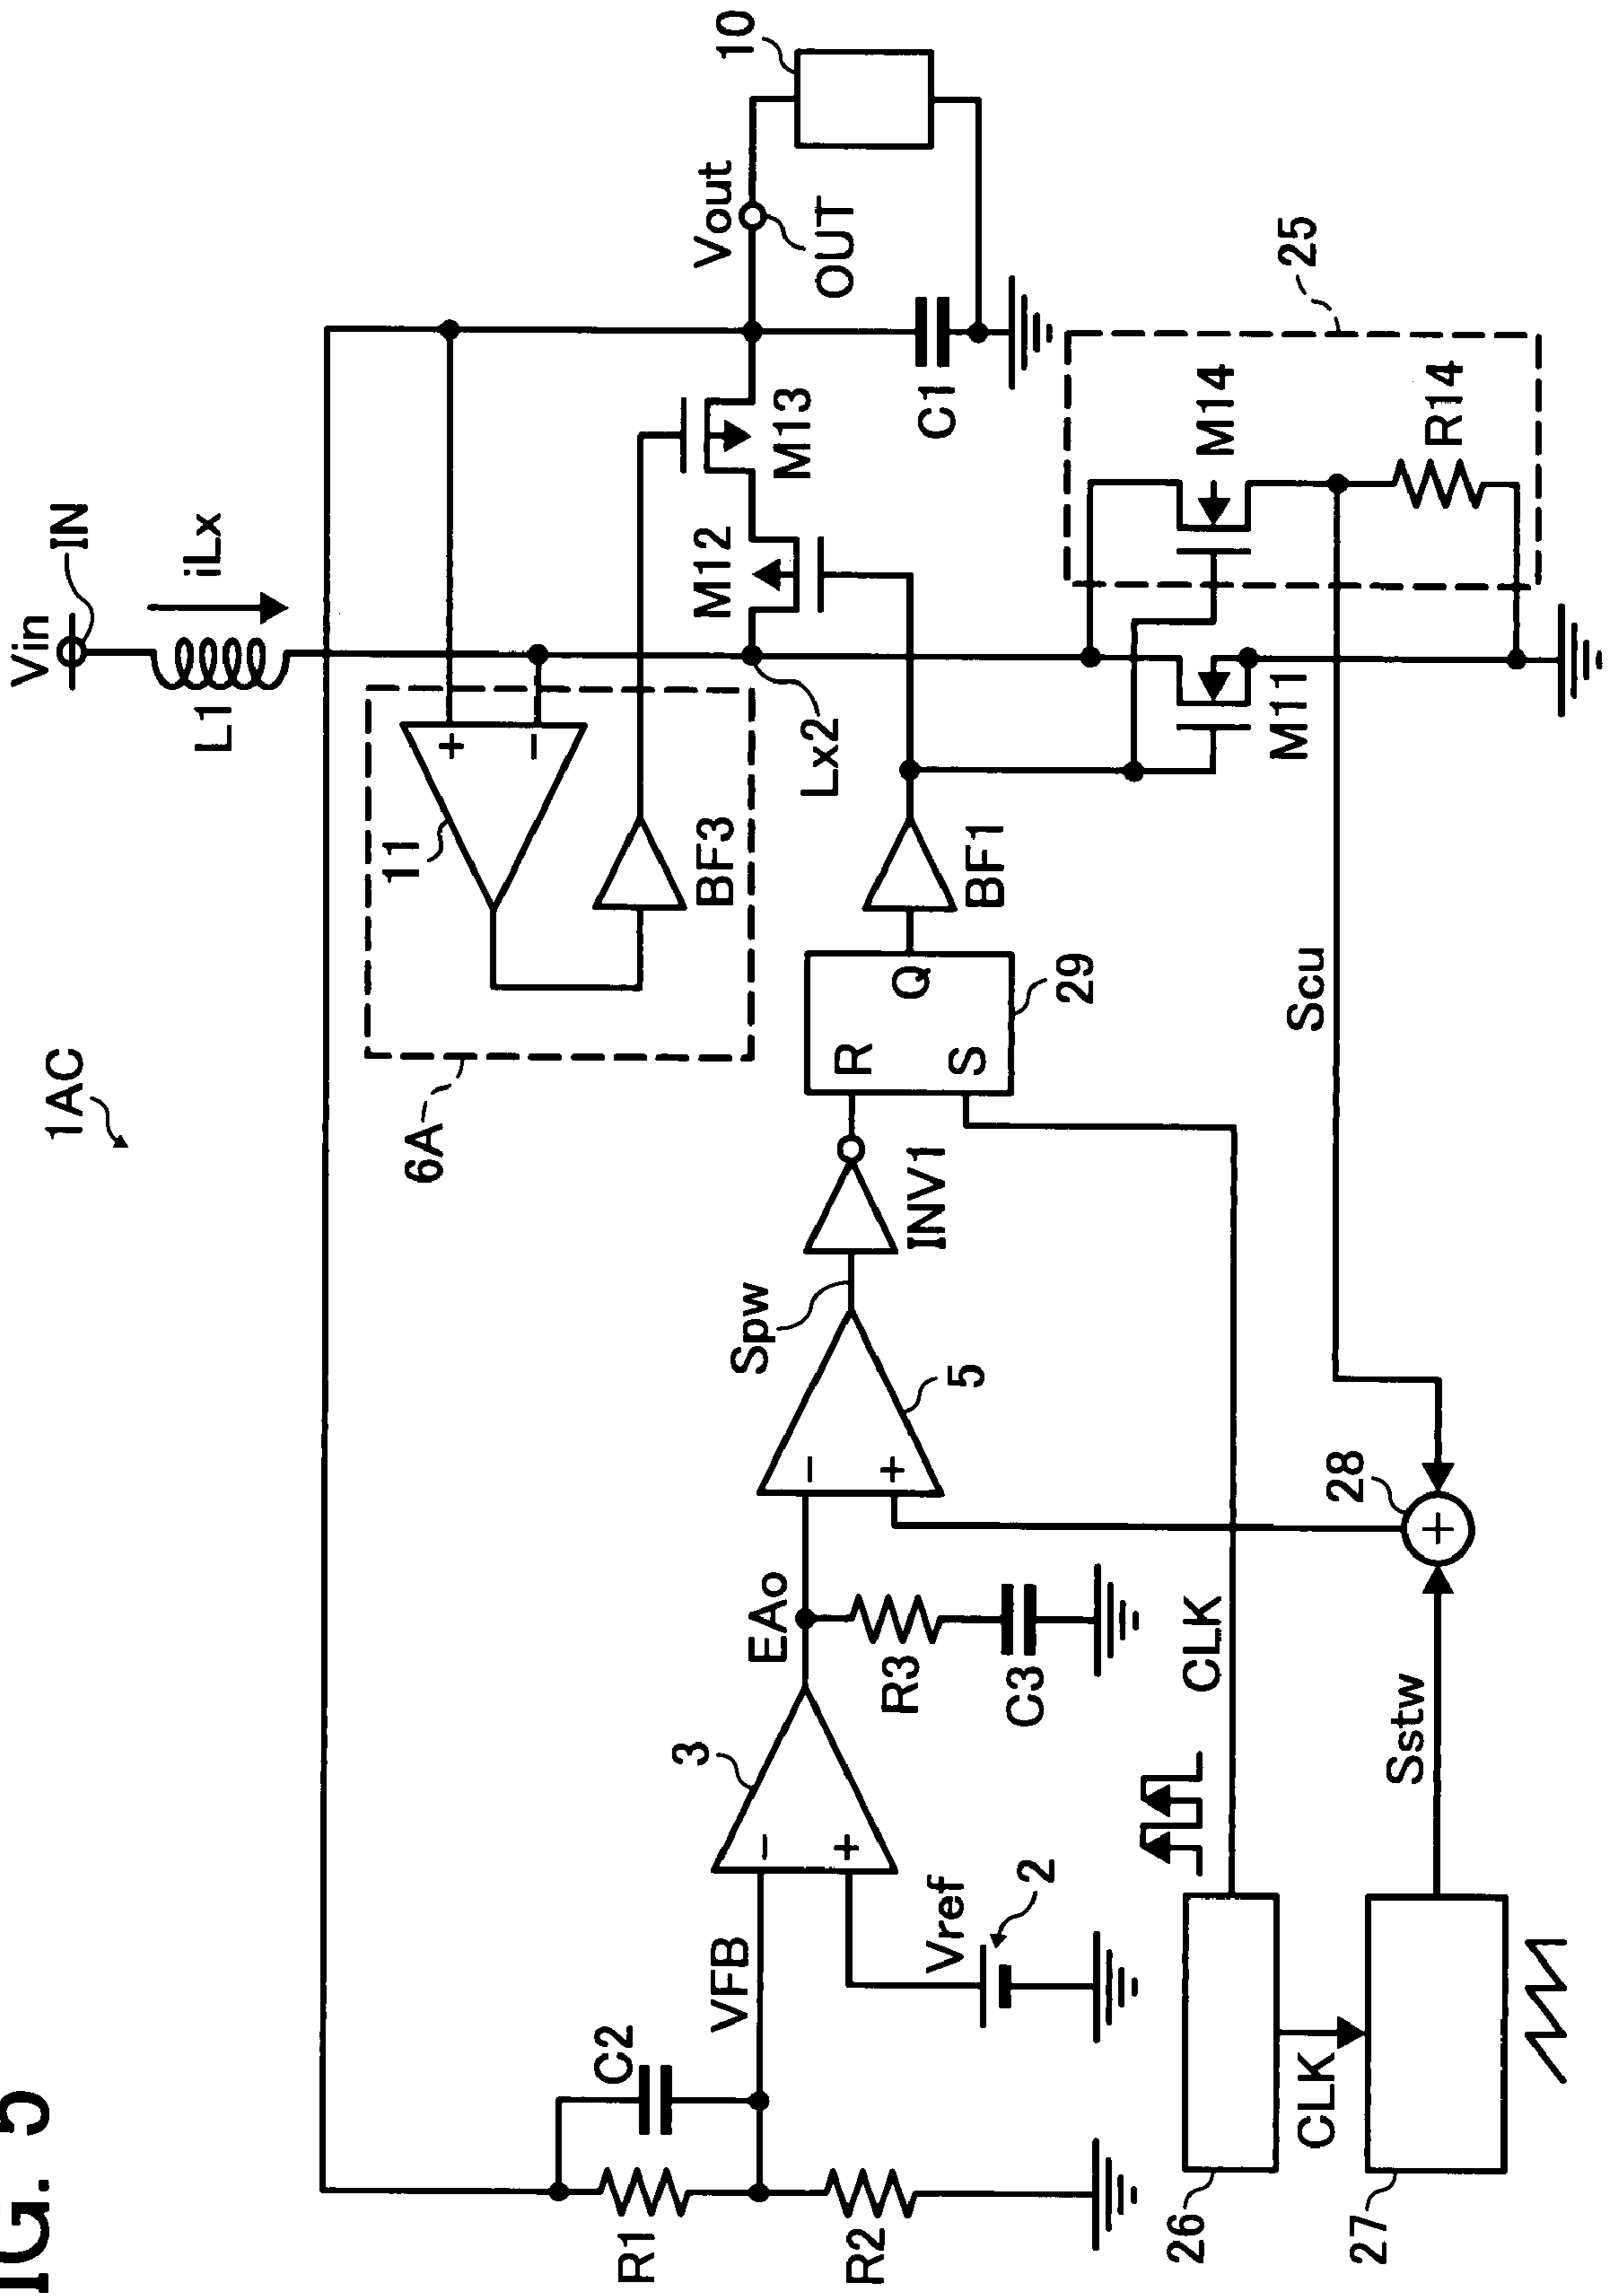 IG. 5
1AC
Vin
IN
L1
iLx
10
Vout
OUT
11
+
−
BF3
6A
M12
M13
Lx2
C1
25
M14
R14
M11
BF1
R
Q
S
29
Scu
INV1
Spw
5
−
+
EAo
R3
C3
3
−
+
VFB
Vref
2
C2
R1
R2
CLK
28
+
Sstw
26
CLK
27